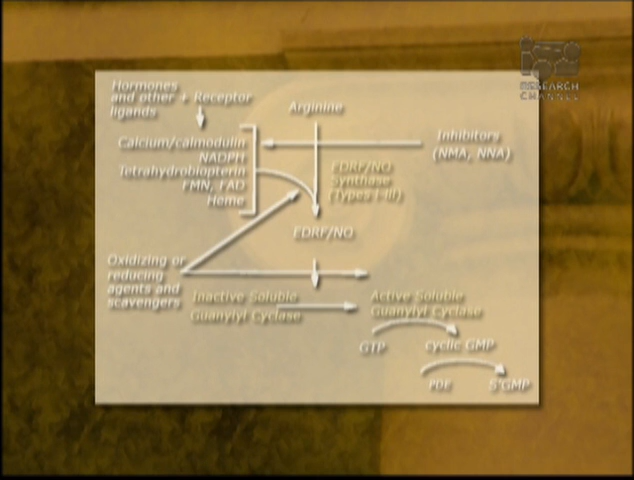 RESEARCH
CHANNEL
Hormones
and other + Receptor
ligands
Arginine
Calcium/calmodulin
NADPH
Tetrahydrobiopterin
FMN, FAD
Heme
Inhibitors
(NMA, NNA)
EDRF/NO
Synthase
(Types I-III)
EDRF/NO
Oxidizing or
reducing
agents and
scavengers
Inactive Soluble
Guanylyl Cyclase
Active Soluble
Guanylyl Cyclase
GTP
cyclic GMP
PDE
5'GMP